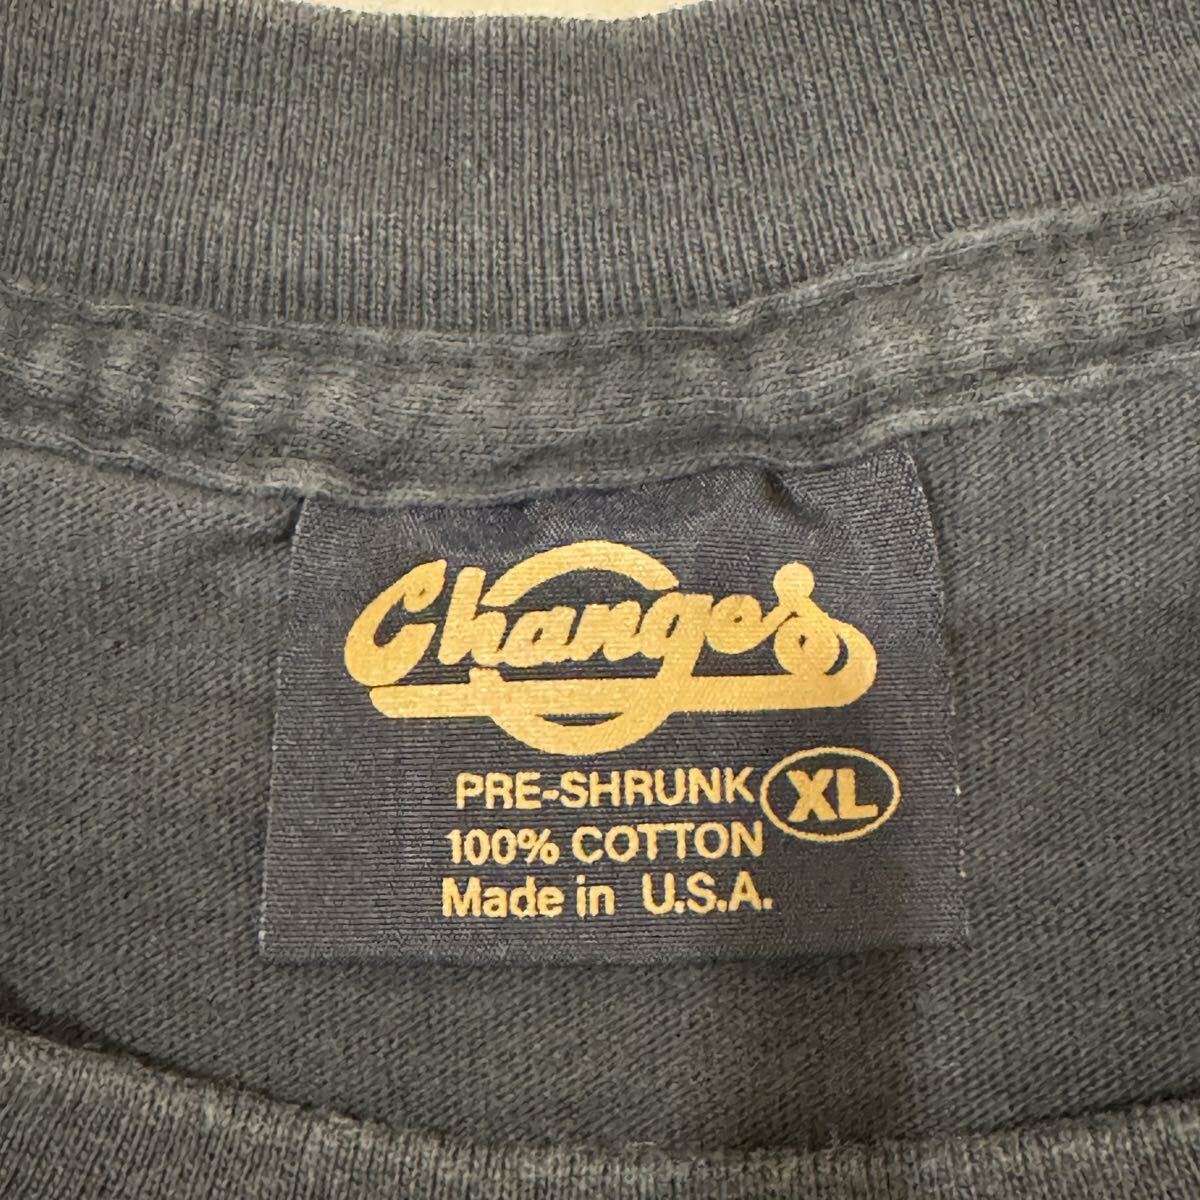 Changes
PRE-SHRUNK XL
100% COTTON
Made in U.S.A.